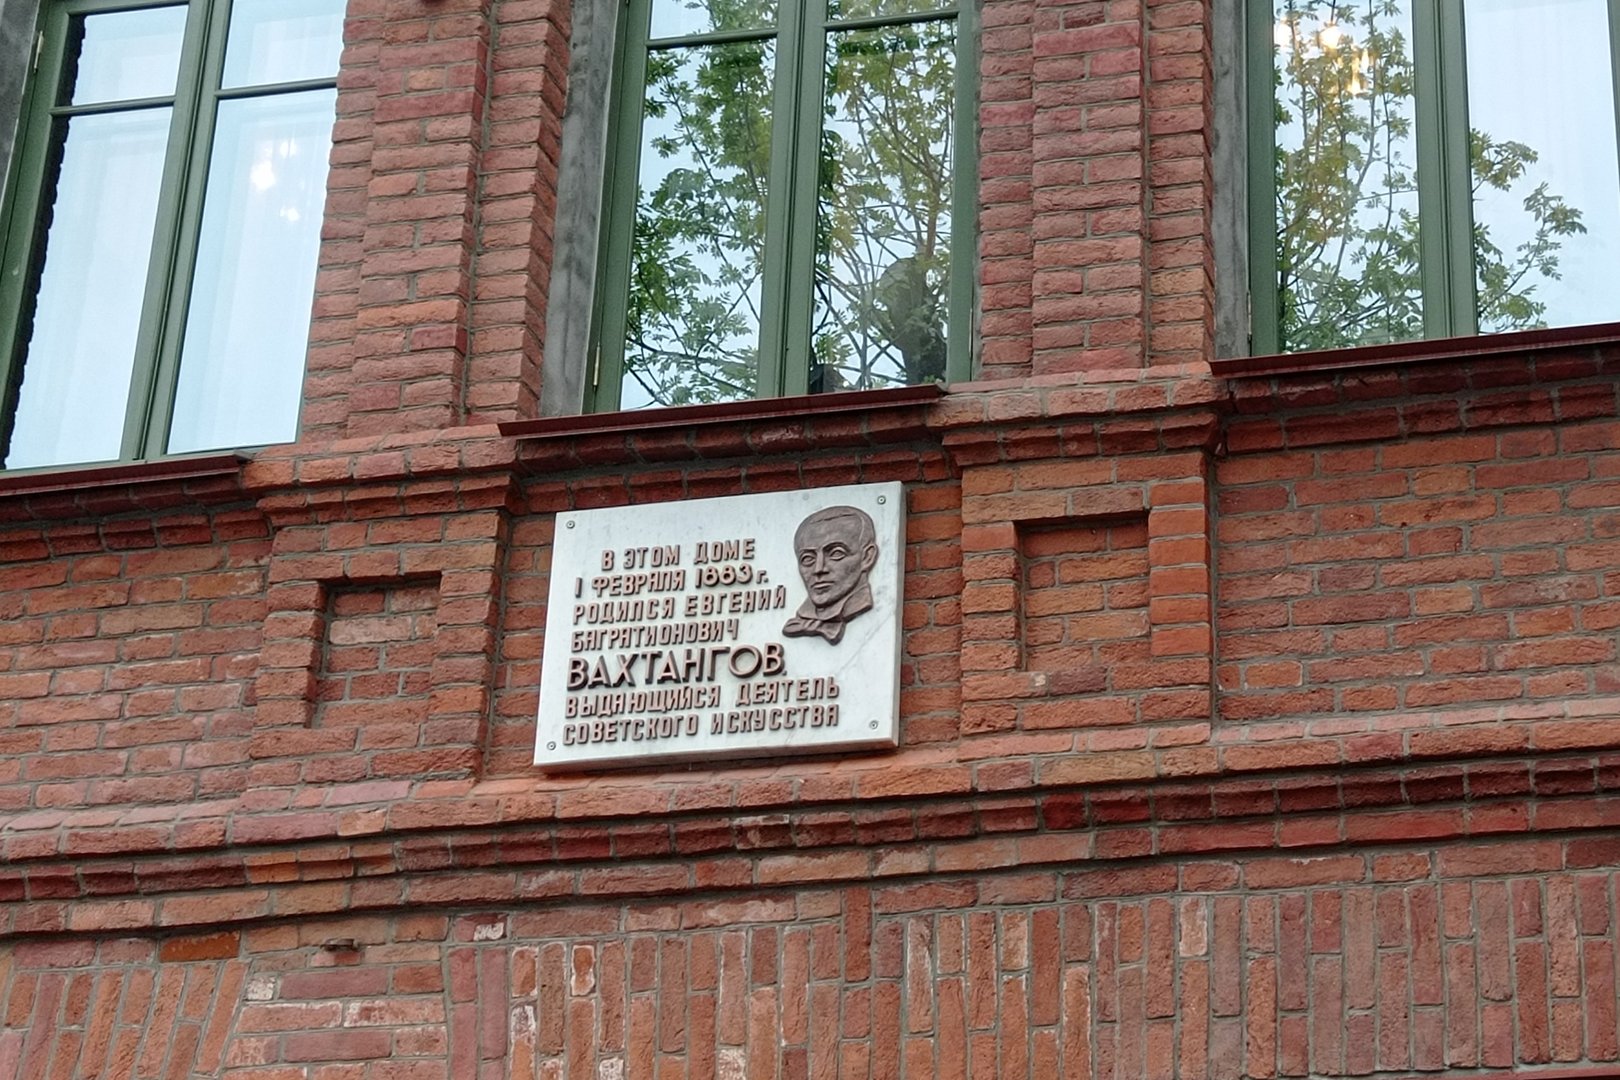 В ЭТОМ ДОМЕ
1 ФЕВРАЛЯ 1883 г.
РОДИЛСЯ ЕВГЕНИЙ
БАГРАТИОНОВИЧ
ВАХТАНГОВ,
ВЫДАЮЩИЙСЯ ДЕЯТЕЛЬ
СОВЕТСКОГО ИСКУССТВА